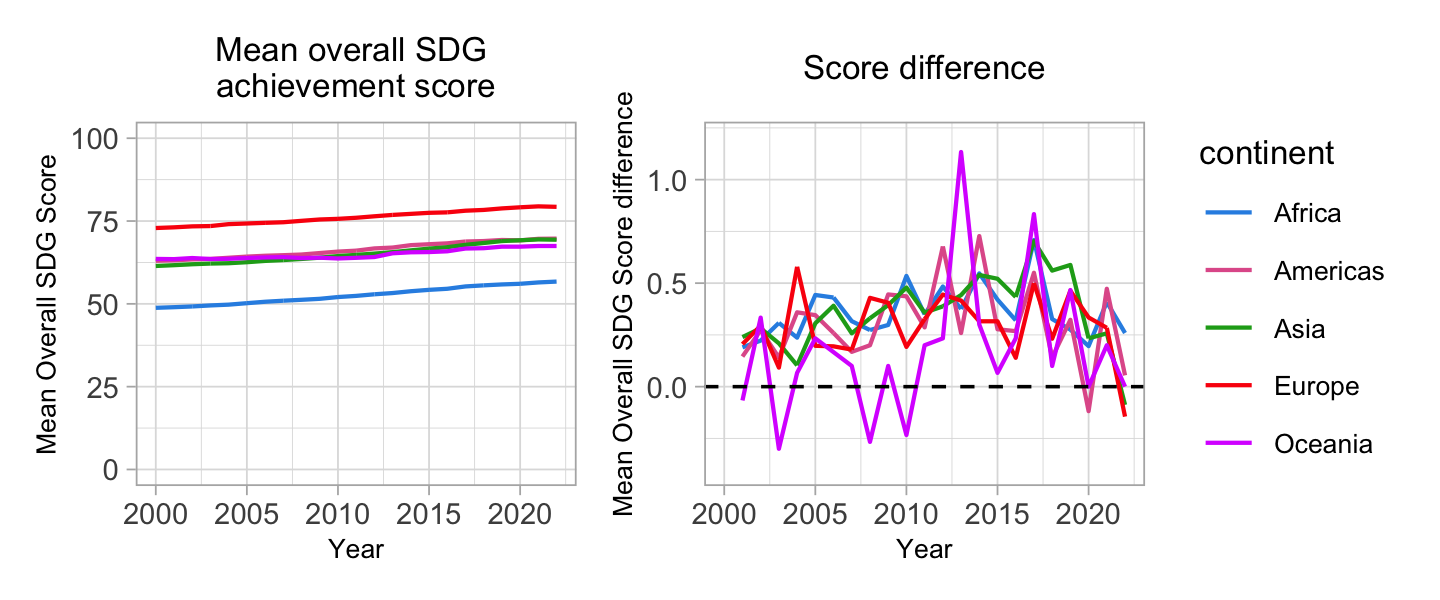 Mean overall SDG
achievement score
Mean Overall SDG Score
100
75
50
25
0
2000 2005 2010 2015 2020
Year
Score difference
Mean Overall SDG Score difference
1.0
0.5
0.0
2000 2005 2010 2015 2020
Year
continent
Africa
Americas
Asia
Europe
Oceania